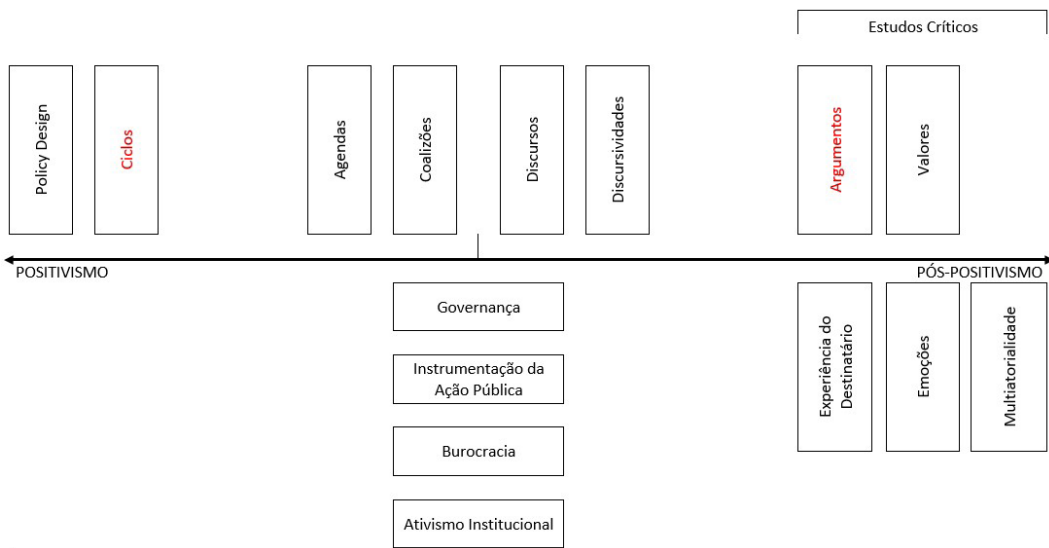 Estudos Críticos
Policy Design
Ciclos
Agendas
Coalizões
Discursos
Discursividades
Argumentos
Valores
POSITIVISMO
PÓS-POSITIVISMO
Governança
Instrumentação da
Ação Pública
Burocracia
Ativismo Institucional
Experiência do
Destinatário
Emoções
Multiatorialidade